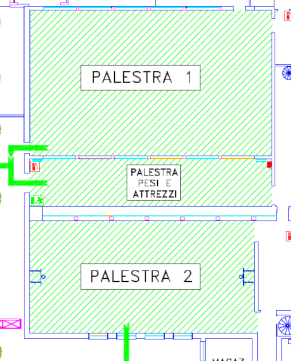 PALESTRA 1
PALESTRA
PESI E
ATTREZZI
PALESTRA 2
MAGAZ